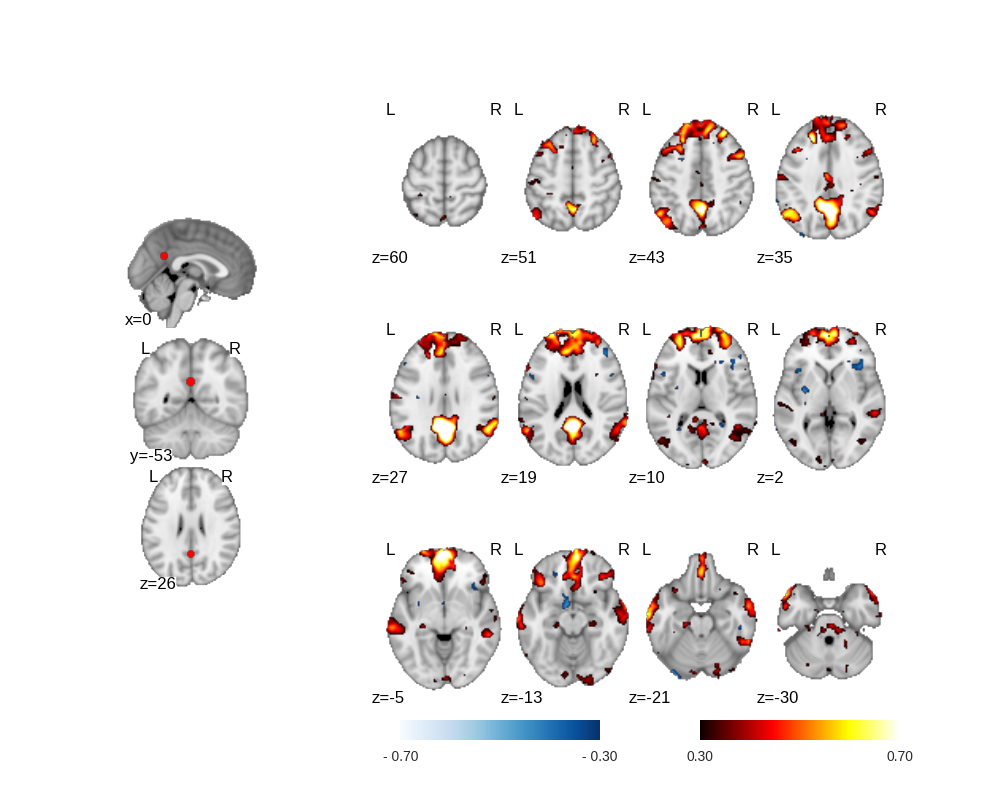 L R L R L R L R
z=60 z=51 z=43 z=35
x=0
L R L R L R L R
L R
z=27 z=19 z=10 z=2
y=-53
L R
L R L R L R L R
z=26
z=-5 z=-13 z=-21 z=-30
- 0.70 - 0.30 0.30 0.70